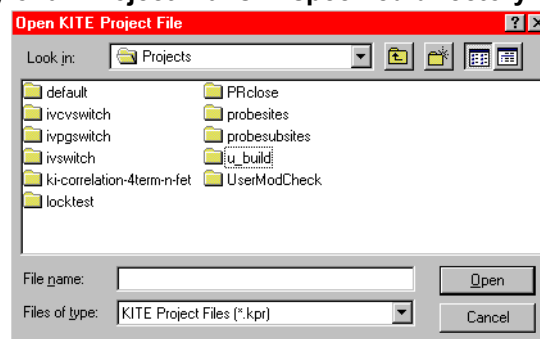 Open KITE Project File
Look in: Projects
default
ivcvswitch
ivpgswitch
ivswitch
ki-correlation-4term-n-fet
locktest
PRclose
probesites
probesubsites
u_build
UserModCheck
File name:
Open
Files of type: KITE Project Files (*.kpr)
Cancel